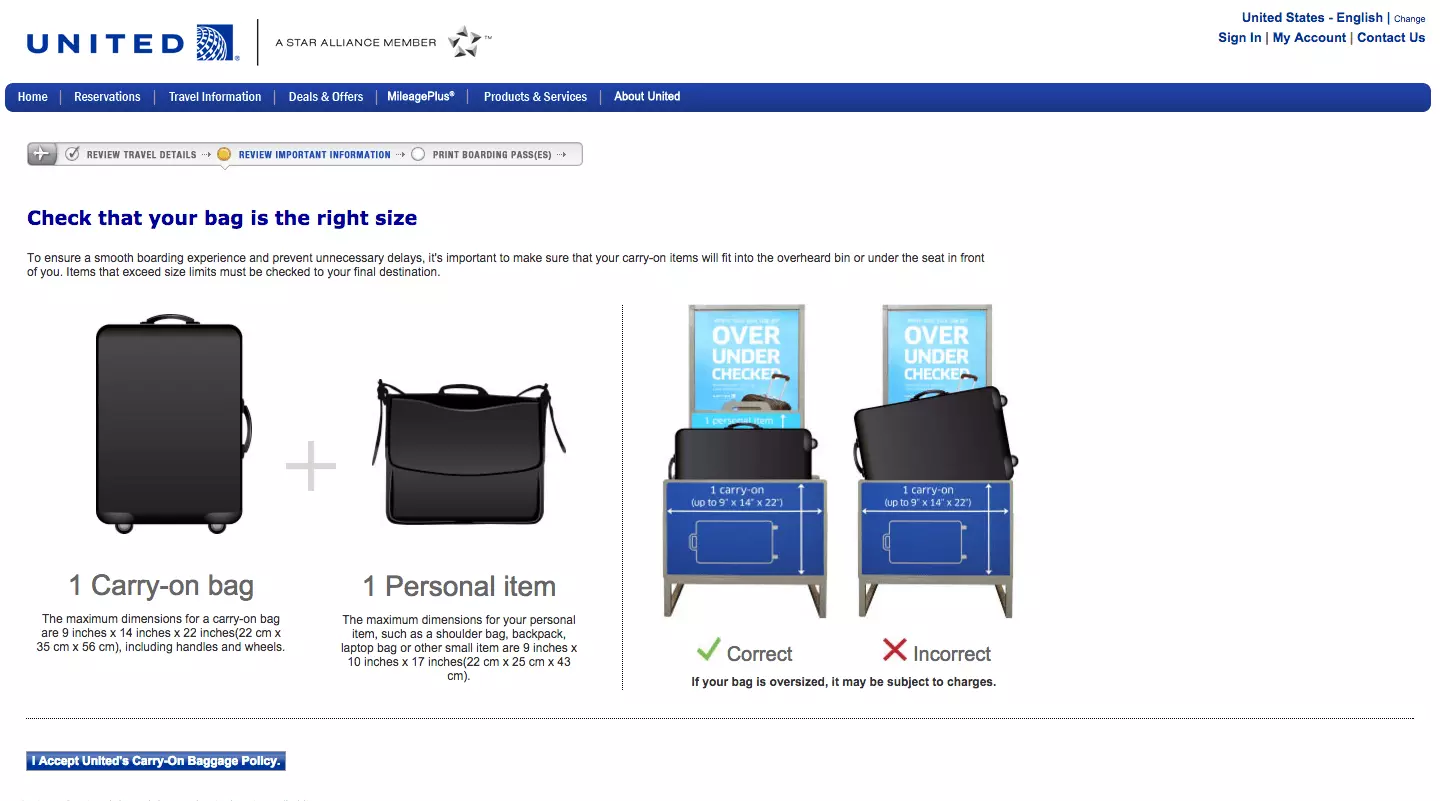 UNITED
A STAR ALLIANCE MEMBER ™
United States - English | Change
Sign In | My Account | Contact Us
Home | Reservations | Travel Information | Deals & Offers | MileagePlus® | Products & Services | About United
REVIEW TRAVEL DETAILS
REVIEW IMPORTANT INFORMATION
PRINT BOARDING PASS(ES)
Check that your bag is the right size
To ensure a smooth boarding experience and prevent unnecessary delays, it's important to make sure that your carry-on items will fit into the overheard bin or under the seat in front
of you. Items that exceed size limits must be checked to your final destination.
1 Carry-on bag
The maximum dimensions for a carry-on bag
are 9 inches x 14 inches x 22 inches(22 cm x
35 cm x 56 cm), including handles and wheels.
1 Personal item
The maximum dimensions for your personal
item, such as a shoulder bag, backpack,
laptop bag or other small item are 9 inches x
10 inches x 17 inches(22 cm x 25 cm x 43
cm).
OVER
UNDER
CHECKED
1 personal item
1 carry-on
(up to 9" x 14" x 22")
Correct
OVER
UNDER
CHECKED
1 carry-on
(up to 9" x 14" x 22")
Incorrect
If your bag is oversized, it may be subject to charges.
I Accept United's Carry-On Baggage Policy.